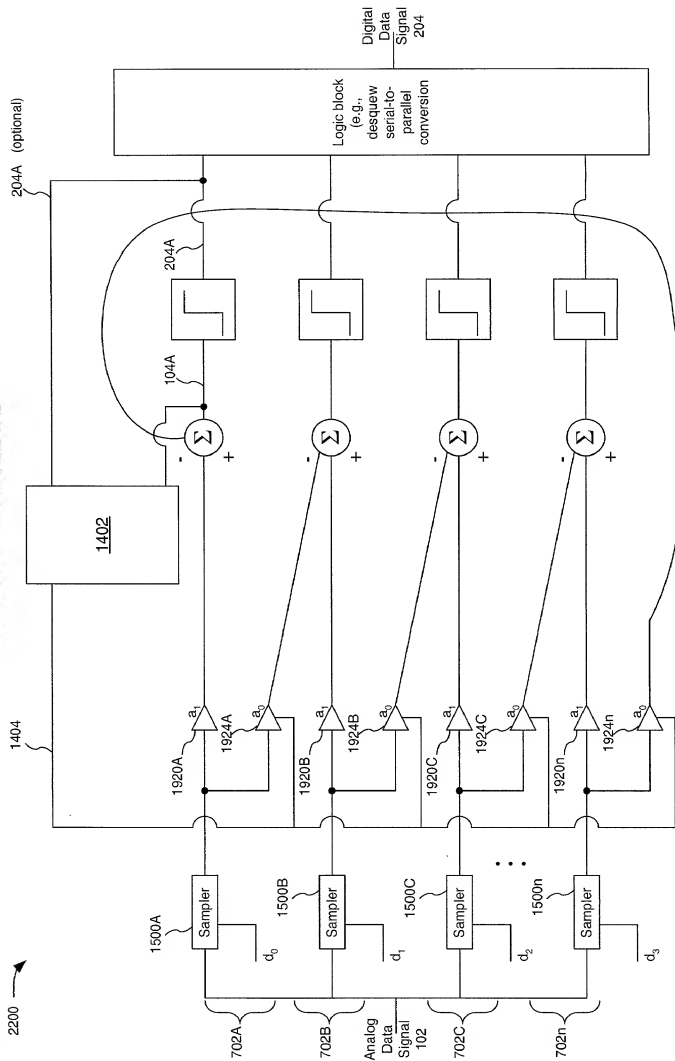 2200
1404
1402
204A (optional)
702A
702B
702C
702n
Analog
Data
Signal
102
1500A
Sampler
d0
1500B
Sampler
d1
1500C
Sampler
d2
1500n
Sampler
d3
1920A
a1
1924A
a0
1920B
a1
1924B
a0
1920C
a1
1924C
a0
1920n
a1
1924n
a0
Σ
-
+
Σ
-
+
Σ
-
+
Σ
-
+
104A
204A
Logic block
(e.g.,
desquew
serial-to-
parallel
conversion
Digital
Data
Signal
204